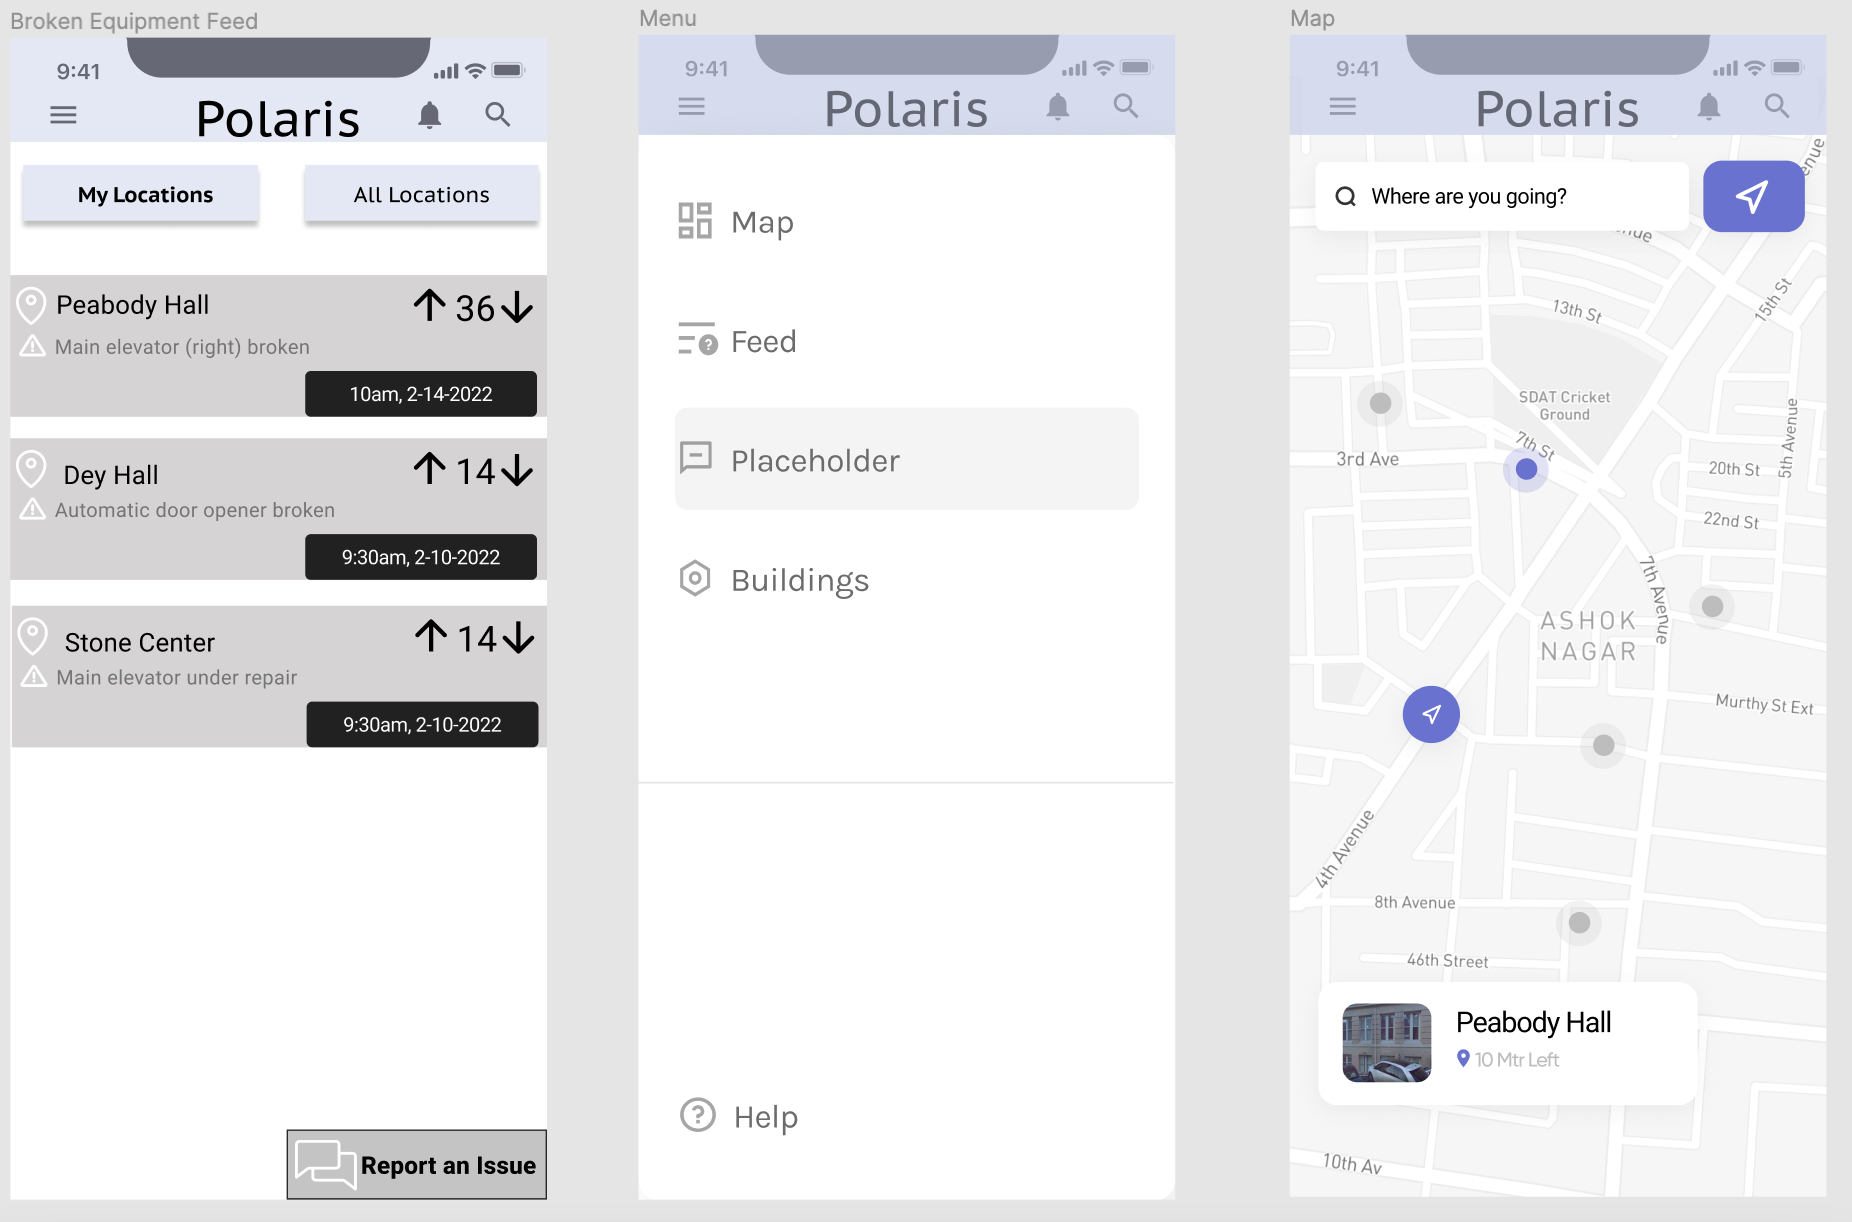 Broken Equipment Feed
9:41
Polaris
My Locations
All Locations
Peabody Hall
36
Main elevator (right) broken
10am, 2-14-2022
Dey Hall
14
Automatic door opener broken
9:30am, 2-10-2022
Stone Center
14
Main elevator under repair
9:30am, 2-10-2022
Report an Issue
Menu
9:41
Polaris
Map
Feed
Placeholder
Buildings
Help
Map
9:41
Polaris
Where are you going?
13th St
15th St
SDAT Cricket
Ground
7th St
3rd Ave
20th St
5th Avenue
22nd St
7th Avenue
ASHOK
NAGAR
Murthy St Ext
4th Avenue
8th Avenue
46th Street
Peabody Hall
10 Mtr Left
10th Av